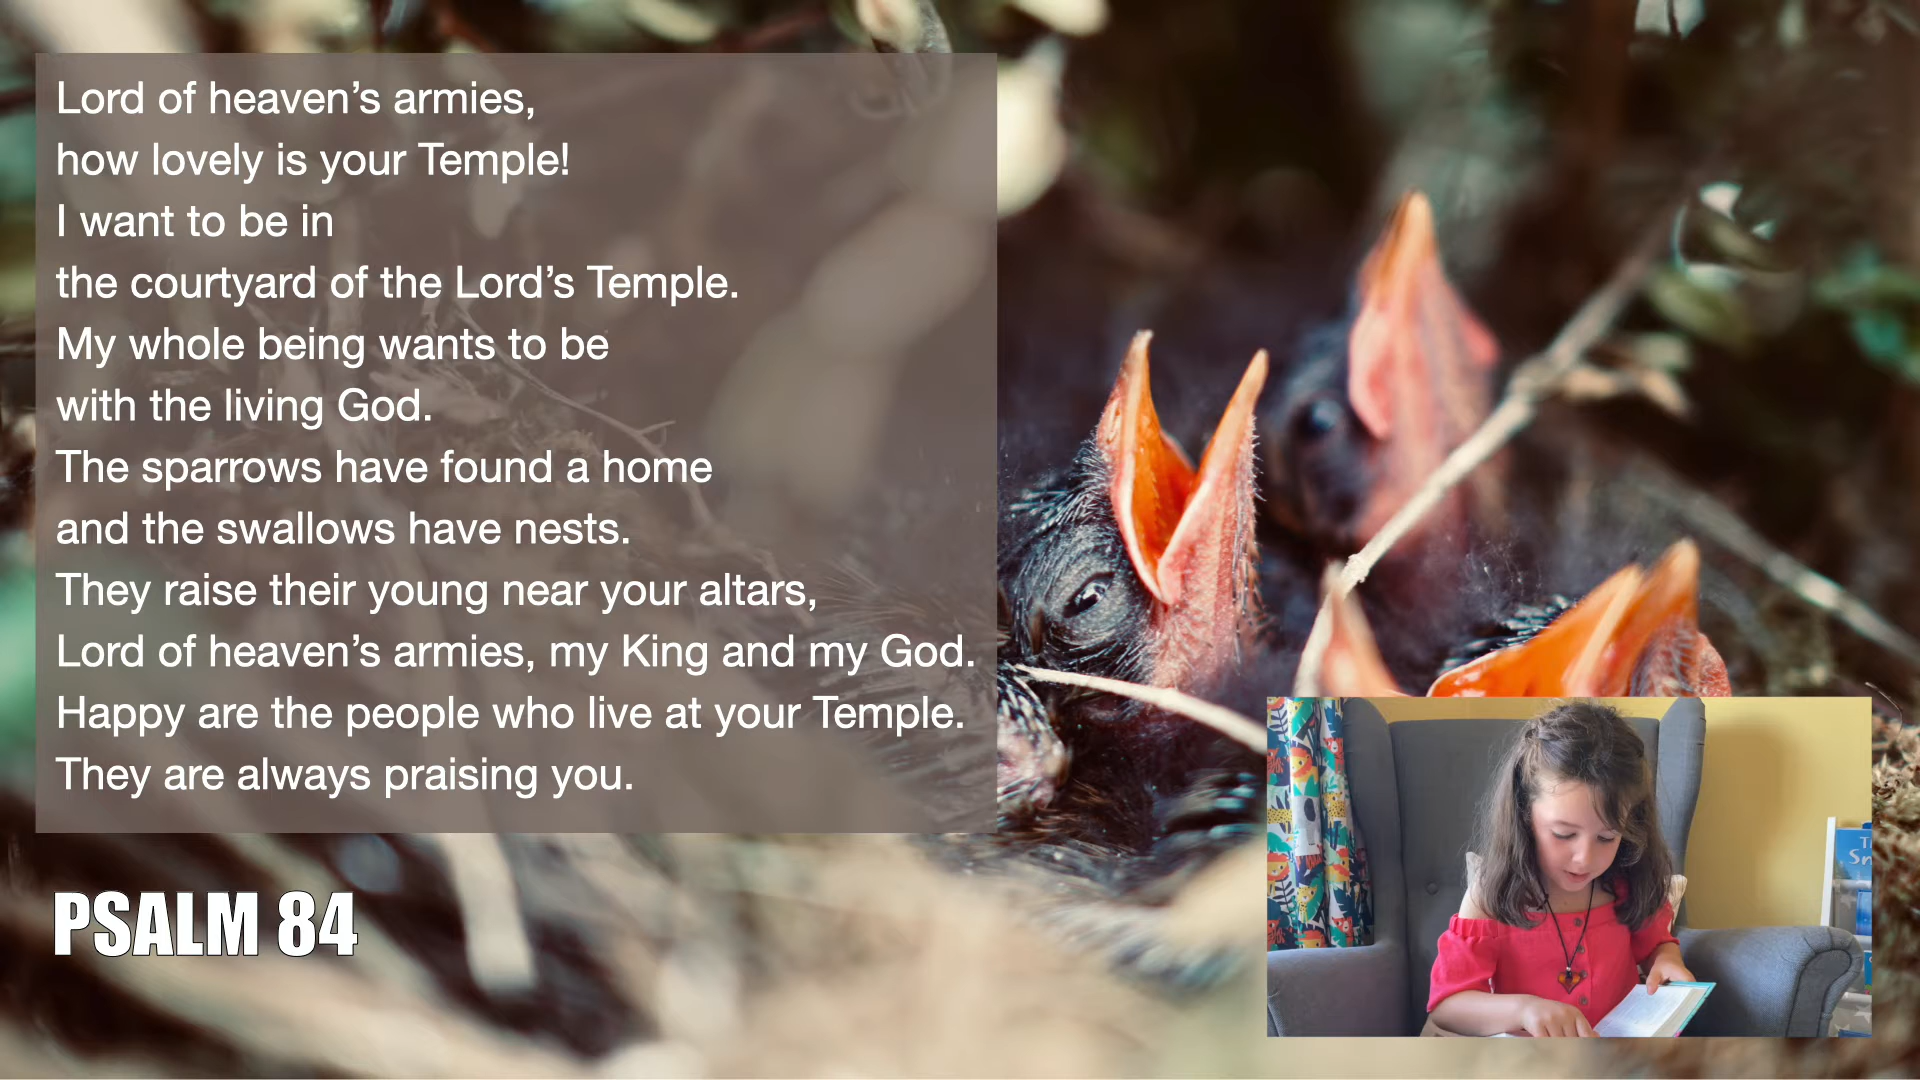 Lord of heaven’s armies,
how lovely is your Temple!
I want to be in
the courtyard of the Lord’s Temple.
My whole being wants to be
with the living God.
The sparrows have found a home
and the swallows have nests.
They raise their young near your altars,
Lord of heaven’s armies, my King and my God.
Happy are the people who live at your Temple.
They are always praising you.
PSALM 84